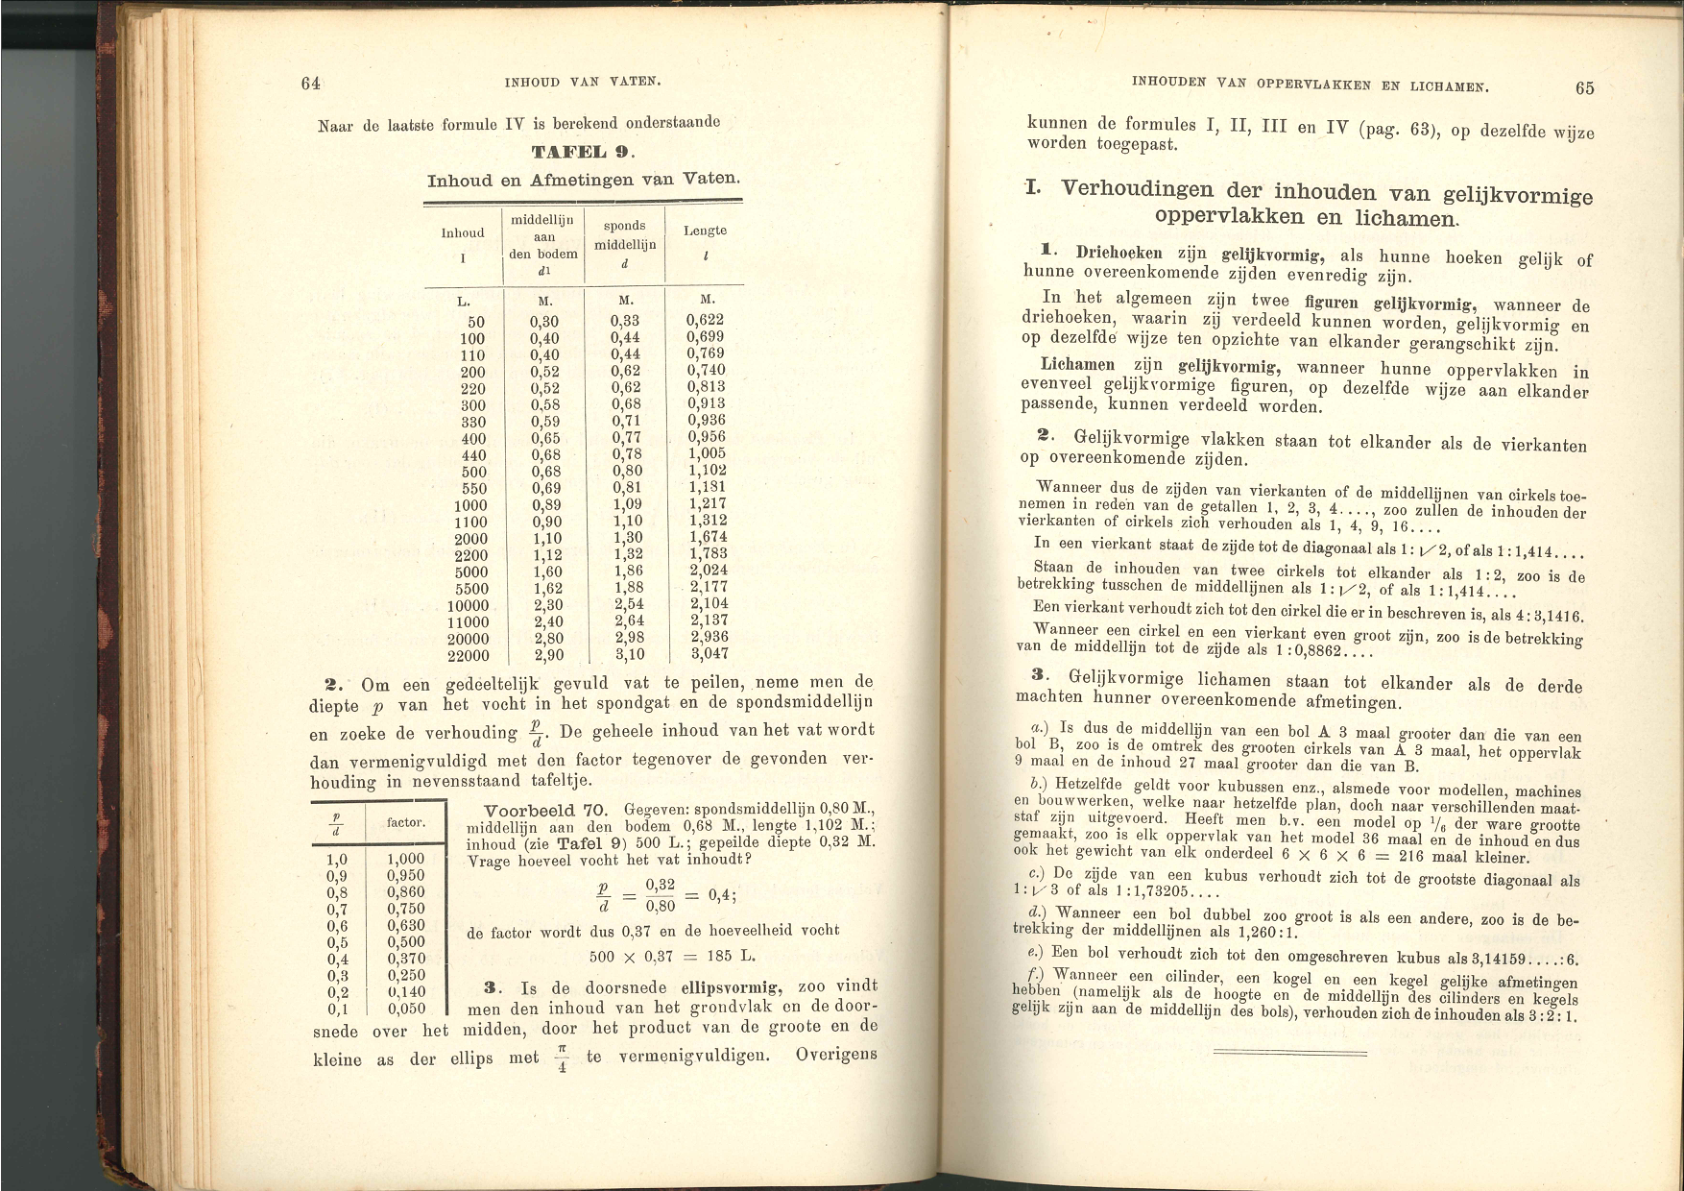 64 INHOUD VAN VATEN.
Naar de laatste formule IV is berekend onderstaande
TAFEL 9.
Inhoud en Afmetingen van Vaten.
Inhoud I | middellijn aan den bodem d1 | sponds middellijn d | Lengte l
L. M. M. M.
50 0,30 0,33 0,622
100 0,40 0,44 0,699
110 0,40 0,44 0,769
200 0,52 0,62 0,740
220 0,52 0,62 0,813
300 0,58 0,68 0,913
330 0,59 0,71 0,936
400 0,65 0,77 0,956
440 0,68 0,78 1,005
500 0,68 0,80 1,102
550 0,69 0,81 1,181
1000 0,89 1,09 1,217
1100 0,90 1,10 1,312
2000 1,10 1,30 1,674
2200 1,12 1,32 1,783
5000 1,60 1,86 2,024
5500 1,62 1,88 2,177
10000 2,30 2,54 2,104
11000 2,40 2,64 2,137
20000 2,80 2,98 2,936
22000 2,90 3,10 3,047
2. Om een gedeeltelijk gevuld vat te peilen, neme men de
diepte p van het vocht in het spondgat en de spondsmiddellijn
en zoeke de verhouding p/d. De geheele inhoud van het vat wordt
dan vermenigvuldigd met den factor tegenover de gevonden ver-
houding in nevensstaand tafeltje.
p/d factor.
1,0 1,000
0,9 0,950
0,8 0,860
0,7 0,750
0,6 0,630
0,5 0,500
0,4 0,370
0,3 0,250
0,2 0,140
0,1 0,050
Voorbeeld 70. Gegeven: spondsmiddellijn 0,80 M.,
middellijn aan den bodem 0,68 M., lengte 1,102 M.;
inhoud (zie Tafel 9) 500 L.; gepeilde diepte 0,32 M.
Vrage hoeveel vocht het vat inhoudt?
p/d = 0,32/0,80 = 0,4;
de factor wordt dus 0,37 en de hoeveelheid vocht
500 × 0,37 = 185 L.
3. Is de doorsnede ellipsvormig, zoo vindt
men den inhoud van het grondvlak en de door-
snede over het midden, door het product van de groote en de
kleine as der ellips met π/4 te vermenigvuldigen. Overigens
INHOUDEN VAN OPPERVLAKKEN EN LICHAMEN. 65
kunnen de formules I, II, III en IV (pag. 63), op dezelfde wijze
worden toegepast.
I. Verhoudingen der inhouden van gelijkvormige
oppervlakken en lichamen.
1. Driehoeken zijn gelijkvormig, als hunne hoeken gelijk of
hunne overeenkomende zijden evenredig zijn.
In het algemeen zijn twee figuren gelijkvormig, wanneer de
driehoeken, waarin zij verdeeld kunnen worden, gelijkvormig en
op dezelfde wijze ten opzichte van elkander gerangschikt zijn.
Lichamen zijn gelijkvormig, wanneer hunne oppervlakken in
evenveel gelijkvormige figuren, op dezelfde wijze aan elkander
passende, kunnen verdeeld worden.
2. Gelijkvormige vlakken staan tot elkander als de vierkanten
op overeenkomende zijden.
Wanneer dus de zijden van vierkanten of de middellijnen van cirkels toe-
nemen in reden van de getallen 1, 2, 3, 4...., zoo zullen de inhouden der
vierkanten of cirkels zich verhouden als 1, 4, 9, 16....
In een vierkant staat de zijde tot de diagonaal als 1:√2, of als 1:1,414....
Staan de inhouden van twee cirkels tot elkander als 1:2, zoo is de
betrekking tusschen de middellijnen als 1:√2, of als 1:1,414....
Een vierkant verhoudt zich tot den cirkel die er in beschreven is, als 4:3,1416.
Wanneer een cirkel en een vierkant even groot zijn, zoo is de betrekking
van de middellijn tot de zijde als 1:0,8862....
3. Gelijkvormige lichamen staan tot elkander als de derde
machten hunner overeenkomende afmetingen.
a.) Is dus de middellijn van een bol A 3 maal grooter dan die van een
bol B, zoo is de omtrek des grooten cirkels van A 3 maal, het oppervlak
9 maal en de inhoud 27 maal grooter dan die van B.
b.) Hetzelfde geldt voor kubussen enz., alsmede voor modellen, machines
en bouwwerken, welke naar hetzelfde plan, doch naar verschillenden maat-
staf zijn uitgevoerd. Heeft men b.v. een model op 1/6 der ware grootte
gemaakt, zoo is elk oppervlak van het model 36 maal en de inhoud en dus
ook het gewicht van elk onderdeel 6 × 6 × 6 = 216 maal kleiner.
c.) De zijde van een kubus verhoudt zich tot de grootste diagonaal als
1:√3 of als 1:1,73205....
d.) Wanneer een bol dubbel zoo groot is als een andere, zoo is de be-
trekking der middellijnen als 1,260:1.
e.) Een bol verhoudt zich tot den omgeschreven kubus als 3,14159....:6.
f.) Wanneer een cilinder, een kogel en een kegel gelijke afmetingen
hebben (namelijk als de hoogte en de middellijn des cilinders en kegels
gelijk zijn aan de middellijn des bols), verhouden zich de inhouden als 3:2:1.